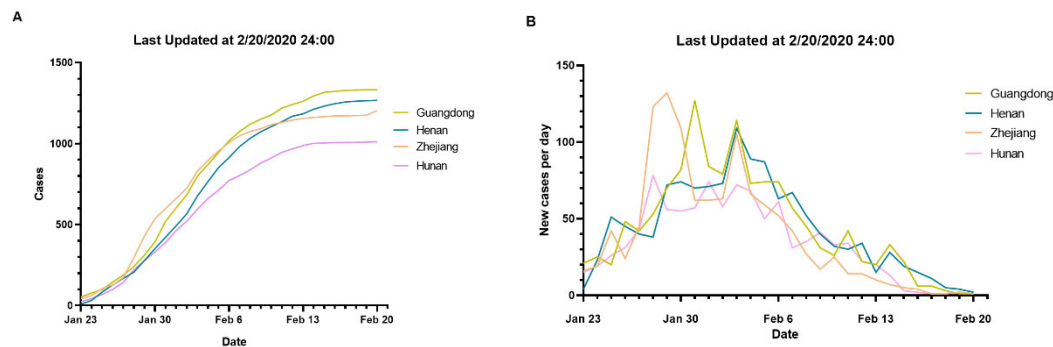 A
Last Updated at 2/20/2020 24:00
1500
1000
500
0
Cases
Jan 23
Jan 30
Feb 6
Feb 13
Feb 20
Date
Guangdong
Henan
Zhejiang
Hunan
B
Last Updated at 2/20/2020 24:00
150
100
50
0
New cases per day
Jan 23
Jan 30
Feb 6
Feb 13
Feb 20
Date
Guangdong
Henan
Zhejiang
Hunan